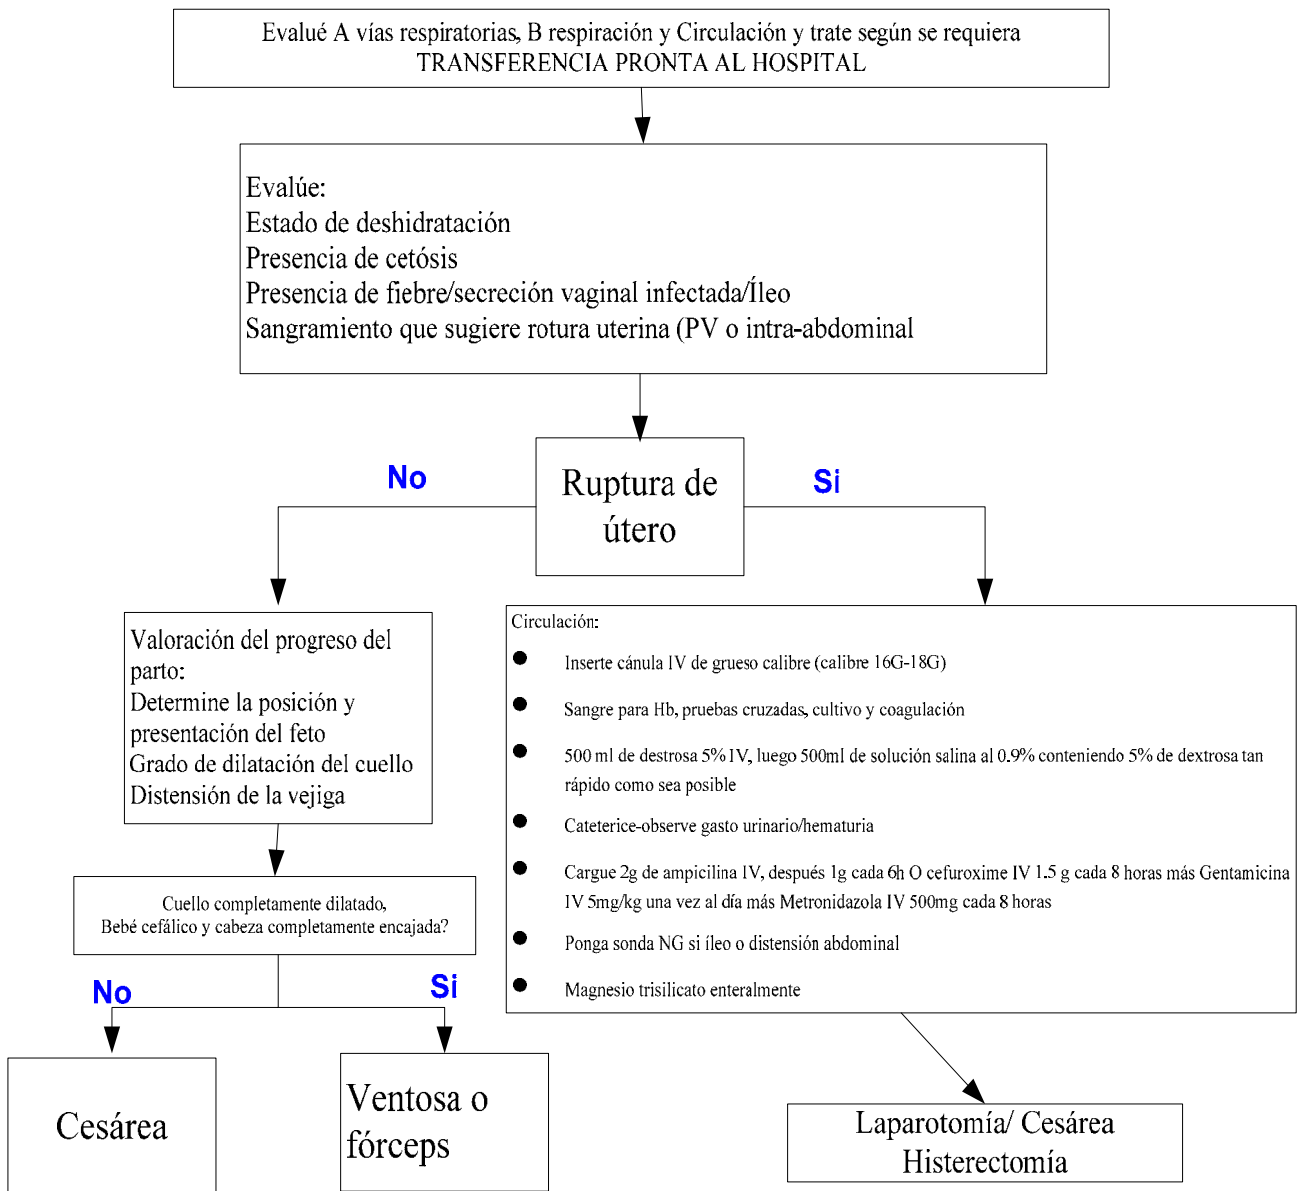 Evalué A vías respiratorias, B respiración y Circulación y trate según se requiera
TRANSFERENCIA PRONTA AL HOSPITAL
Evalúe:
Estado de deshidratación
Presencia de cetósis
Presencia de fiebre/secreción vaginal infectada/Íleo
Sangramiento que sugiere rotura uterina (PV o intra-abdominal
No
Ruptura de
útero
Si
Valoración del progreso del
parto:
Determine la posición y
presentación del feto
Grado de dilatación del cuello
Distensión de la vejiga
Circulación:
● Inserte cánula IV de grueso calibre (calibre 16G-18G)
● Sangre para Hb, pruebas cruzadas, cultivo y coagulación
● 500 ml de destrosa 5% IV, luego 500ml de solución salina al 0.9% conteniendo 5% de dextrosa tan
rápido como sea posible
● Cateterice-observe gasto urinario/hematuria
● Cargue 2g de ampicilina IV, después 1g cada 6h O cefuroxime IV 1.5 g cada 8 horas más Gentamicina
IV 5mg/kg una vez al día más Metronidazola IV 500mg cada 8 horas
● Ponga sonda NG si íleo o distensión abdominal
● Magnesio trisilicato enteralmente
Cuello completamente dilatado,
Bebé cefálico y cabeza completamente encajada?
No
Si
Cesárea
Ventosa o
fórceps
Laparotomía/ Cesárea
Histerectomía